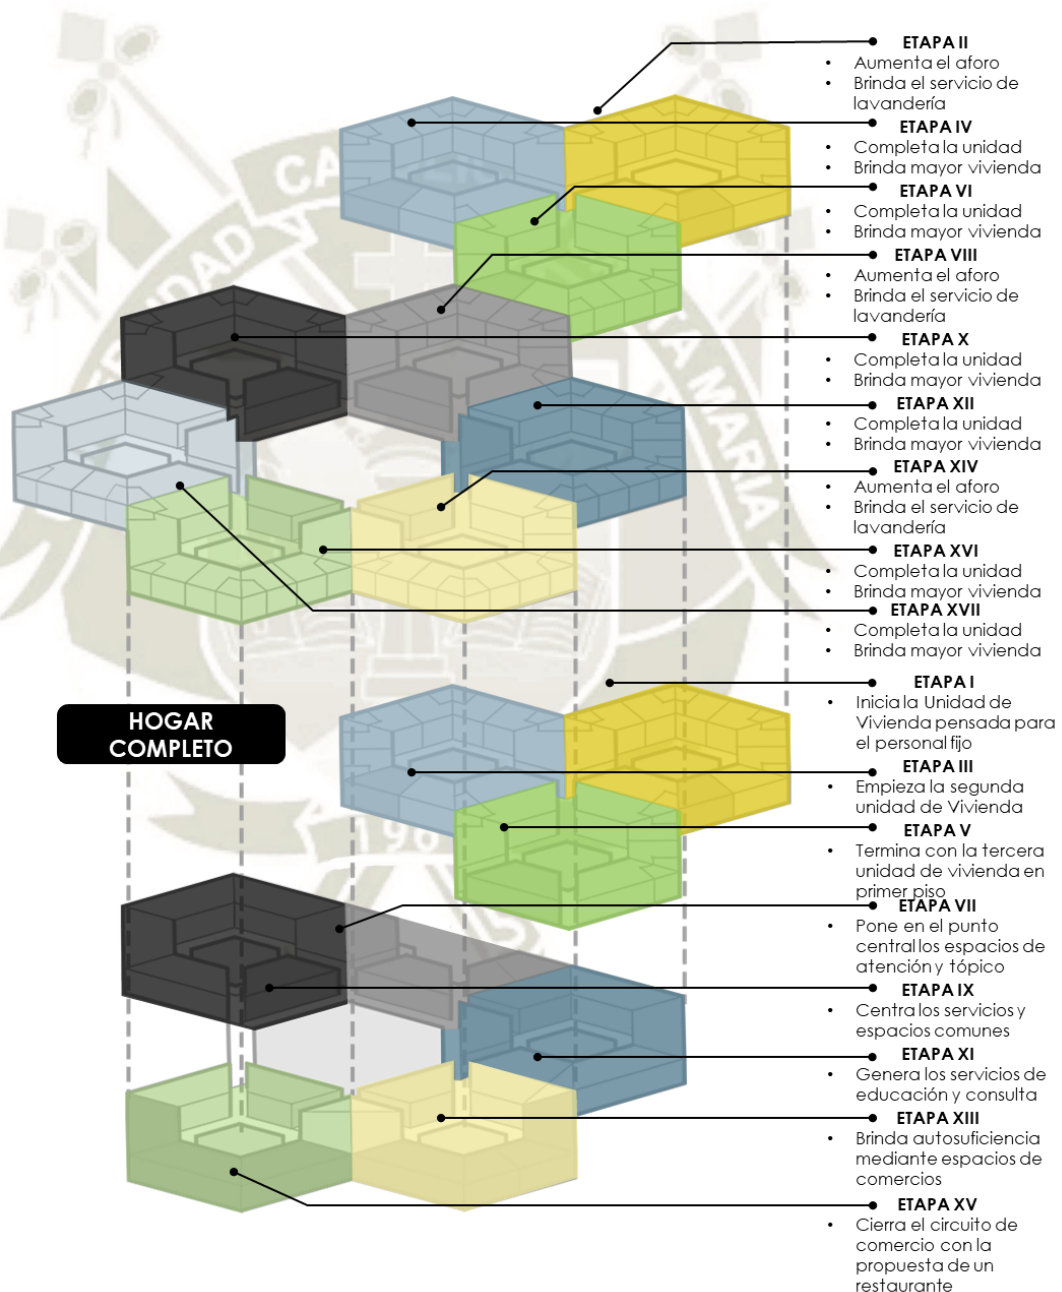 ETAPA II
• Aumenta el aforo
• Brinda el servicio de
lavandería
ETAPA IV
• Completa la unidad
• Brinda mayor vivienda
ETAPA VI
• Completa la unidad
• Brinda mayor vivienda
ETAPA VIII
• Aumenta el aforo
• Brinda el servicio de
lavandería
ETAPA X
• Completa la unidad
• Brinda mayor vivienda
ETAPA XII
• Completa la unidad
• Brinda mayor vivienda
ETAPA XIV
• Aumenta el aforo
• Brinda el servicio de
lavandería
ETAPA XVI
• Completa la unidad
• Brinda mayor vivienda
ETAPA XVII
• Completa la unidad
• Brinda mayor vivienda
HOGAR
COMPLETO
ETAPA I
• Inicia la Unidad de
Vivienda pensada para
el personal fijo
ETAPA III
• Empieza la segunda
unidad de Vivienda
ETAPA V
• Termina con la tercera
unidad de vivienda en
primer piso
ETAPA VII
• Pone en el punto
central los espacios de
atención y tópico
ETAPA IX
• Centra los servicios y
espacios comunes
ETAPA XI
• Genera los servicios de
educación y consulta
ETAPA XIII
• Brinda autosuficiencia
mediante espacios de
comercios
ETAPA XV
• Cierra el circuito de
comercio con la
propuesta de un
restaurante
MARIA